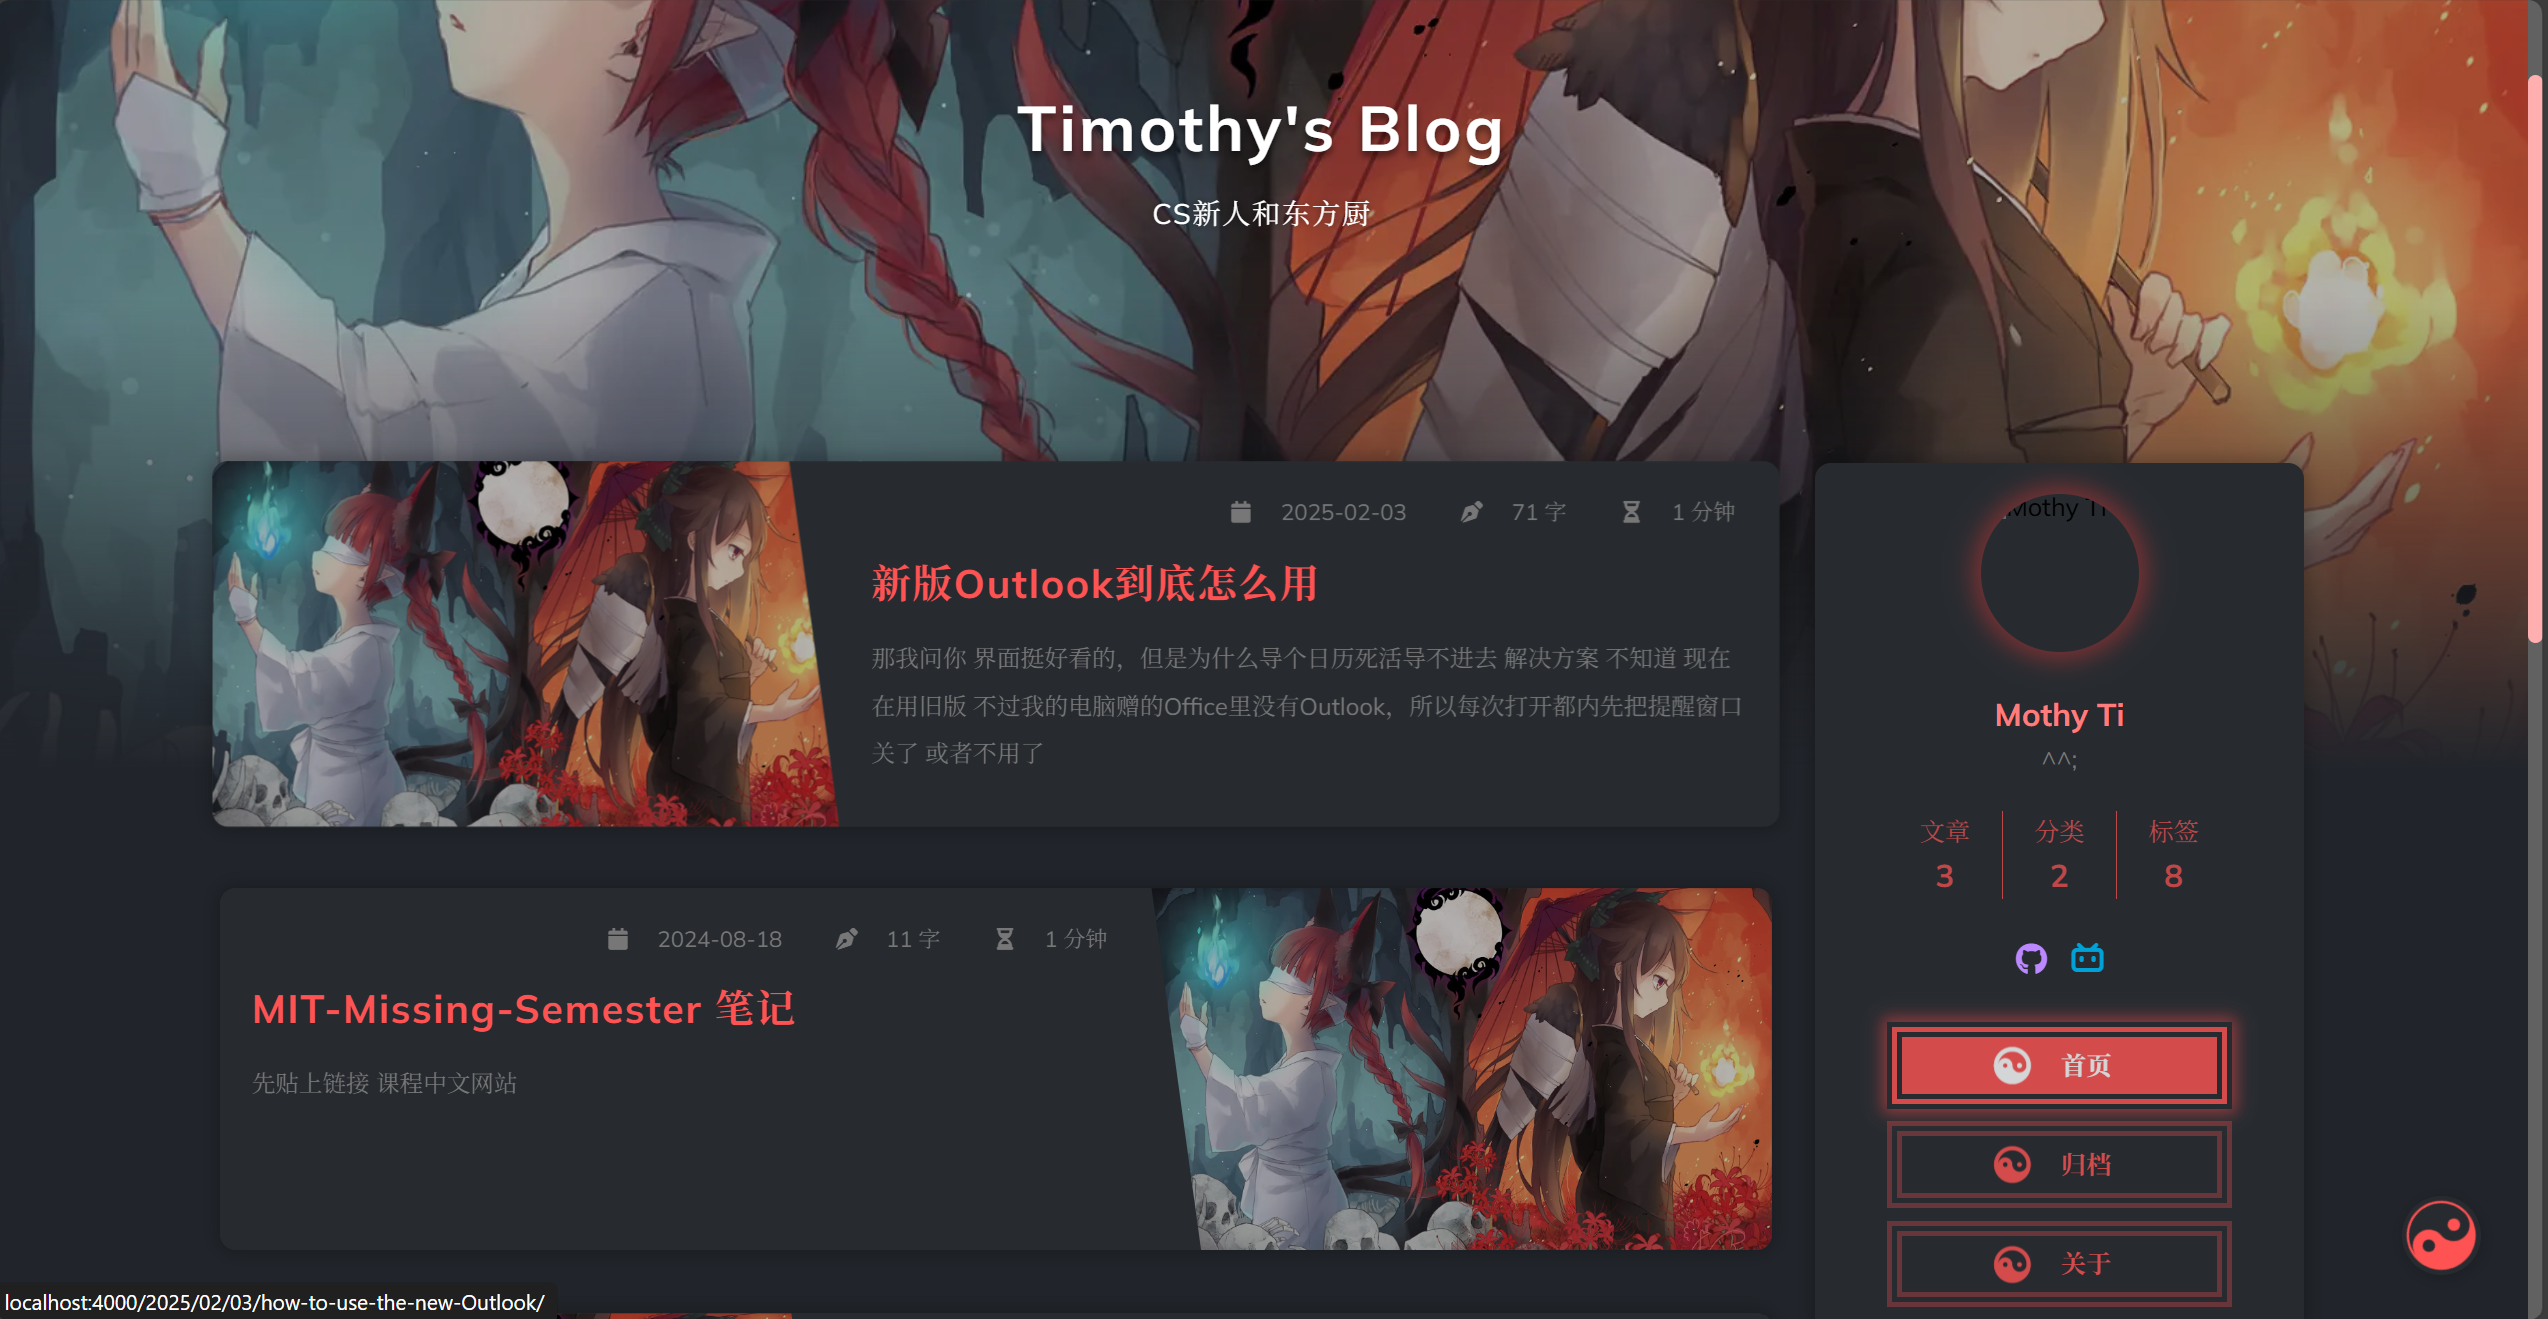 Timothy's Blog
CS新人和东方厨
2025-02-03 71 字 1 分钟
新版Outlook到底怎么用
那我问你 界面挺好看的，但是为什么导个日历死活导不进去 解决方案 不知道 现在
在用旧版 不过我的电脑赠的Office里没有Outlook，所以每次打开都内先把提醒窗口
关了 或者不用了
2024-08-18 11 字 1 分钟
MIT-Missing-Semester 笔记
先贴上链接 课程中文网站
Mothy Ti
Mothy Ti
^^;
文章 分类 标签
3 2 8
首页
归档
关于
localhost:4000/2025/02/03/how-to-use-the-new-Outlook/